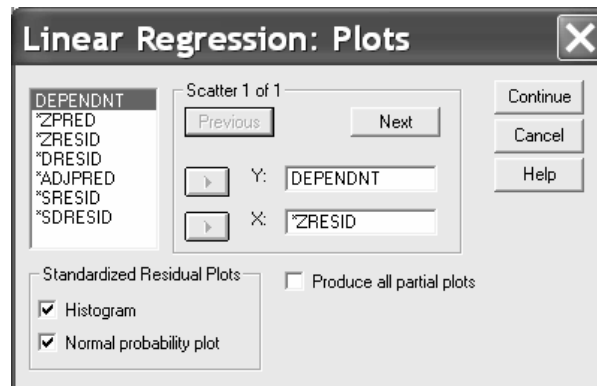 Linear Regression: Plots
DEPENDNT
*ZPRED
*ZRESID
*DRESID
*ADJPRED
*SRESID
*SDRESID
Scatter 1 of 1
Previous
Next
Y: DEPENDNT
X: *ZRESID
Continue
Cancel
Help
Standardized Residual Plots
Histogram
Normal probability plot
Produce all partial plots